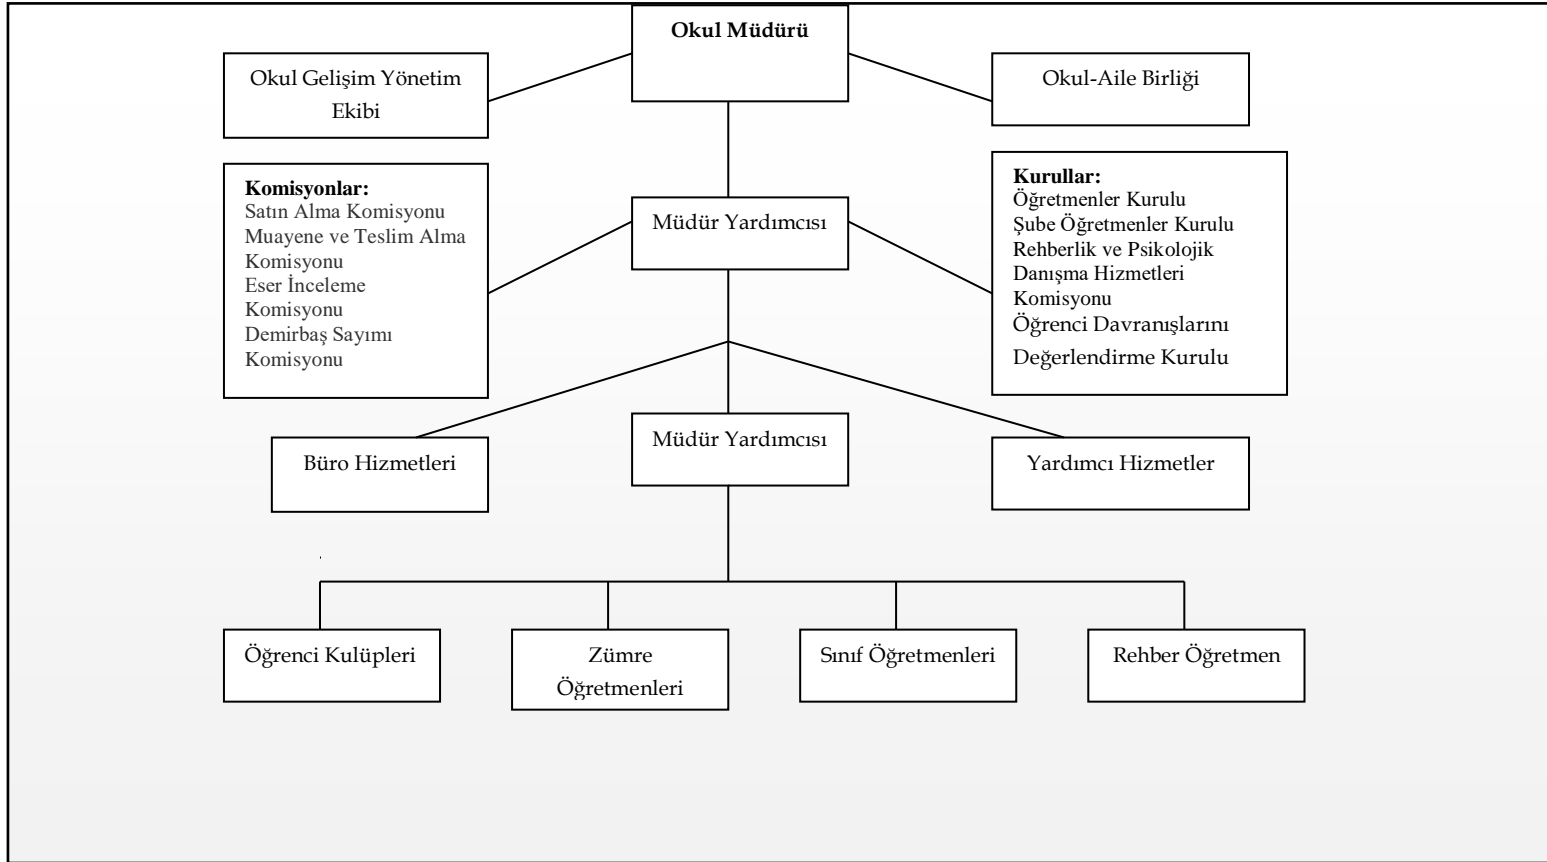 Okul Müdürü
Okul Gelişim Yönetim
Ekibi
Okul-Aile Birliği
Komisyonlar:
Satın Alma Komisyonu
Muayene ve Teslim Alma
Komisyonu
Eser İnceleme
Komisyonu
Demirbaş Sayımı
Komisyonu
Müdür Yardımcısı
Kurullar:
Öğretmenler Kurulu
Şube Öğretmenler Kurulu
Rehberlik ve Psikolojik
Danışma Hizmetleri
Komisyonu
Öğrenci Davranışlarını
Değerlendirme Kurulu
Büro Hizmetleri
Müdür Yardımcısı
Yardımcı Hizmetler
Öğrenci Kulüpleri
Zümre
Öğretmenleri
Sınıf Öğretmenleri
Rehber Öğretmen